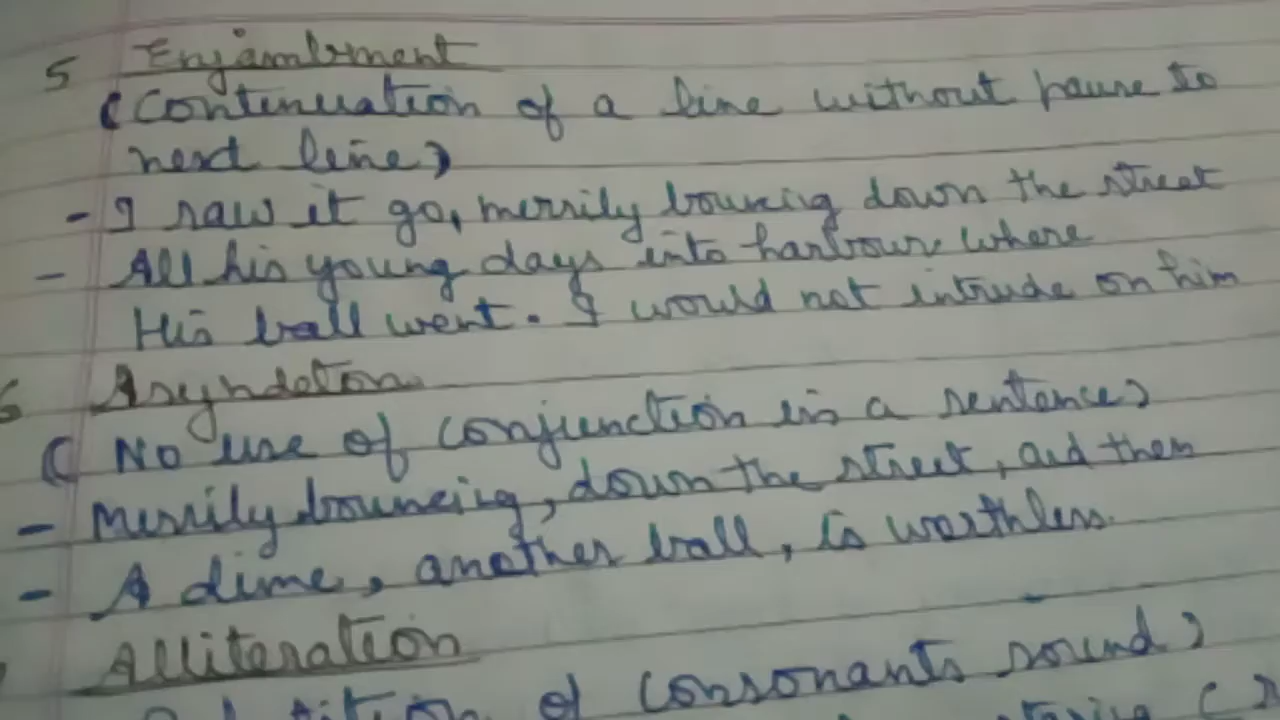 5 Enjambment
(Continuation of a line without pause to
next line)
- I saw it go, merrily bouncing down the street
- All his young days into harbour where
His ball went. I would not intrude on him
6 Asyndeton
( No use of conjunction in a sentence)
- Merrily bouncing, down the street, and then
- A dime, another ball, is worthless.
Alliteration
of consonants sound)